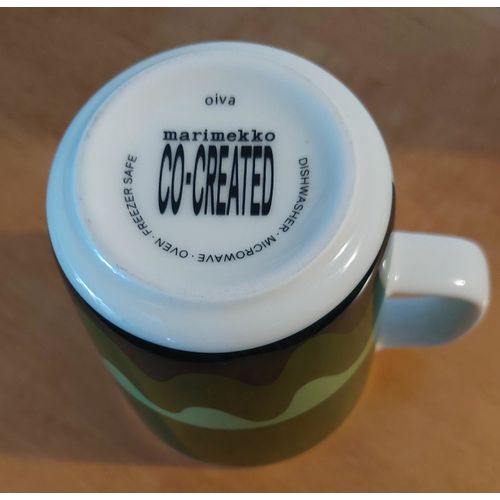 oiva
marimekko
CO-CREATED
DISHWASHER · MICROWAVE · OVEN · FREEZER SAFE